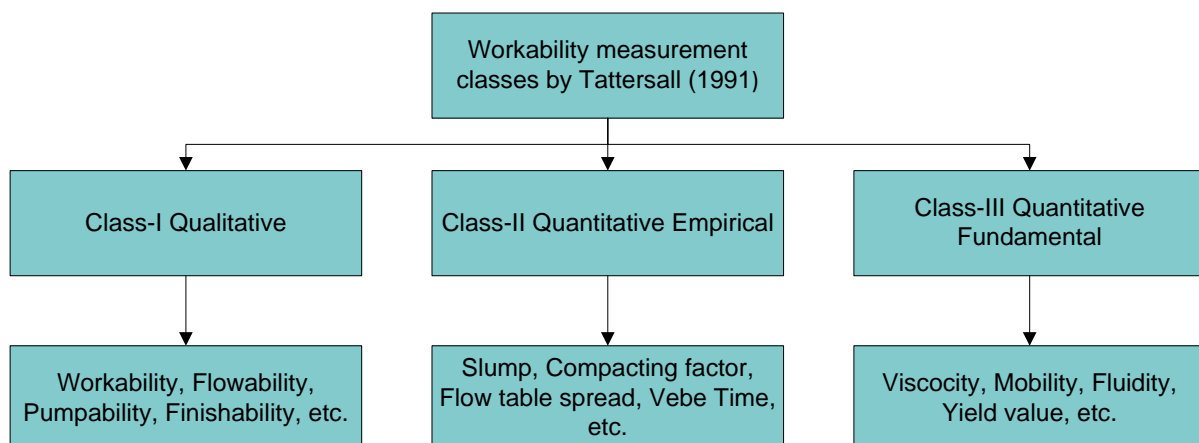 Workability measurement
classes by Tattersall (1991)
Class-I Qualitative
Class-II Quantitative Empirical
Class-III Quantitative
Fundamental
Workability, Flowability,
Pumpability, Finishability, etc.
Slump, Compacting factor,
Flow table spread, Vebe Time,
etc.
Viscocity, Mobility, Fluidity,
Yield value, etc.